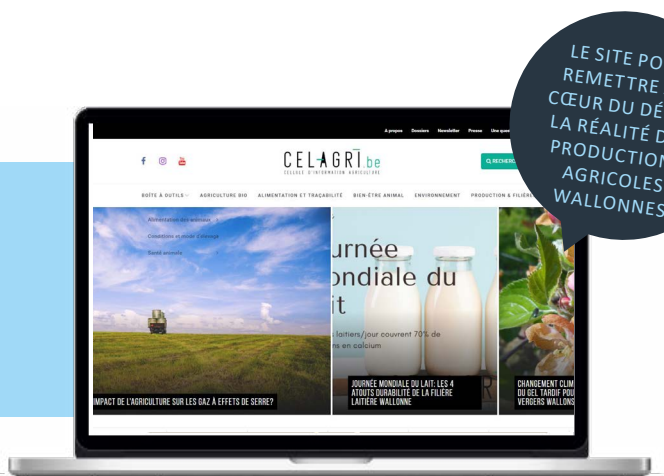 LE SITE PO
REMETTRE
CŒUR DU DÉ
LA RÉALITÉ D
PRODUCTION
AGRICOLES
WALLONNES
A propos Dossiers Newsletter Presse Une ques
CELAGRI.be
CELLULE D'INFORMATION AGRICULTURE
RECHERC
BOÎTE À OUTILS AGRICULTURE BIO ALIMENTATION ET TRAÇABILITÉ BIEN-ÊTRE ANIMAL ENVIRONNEMENT PRODUCTION & FILIÈRE
Alimentation des animaux
Conditions et mode d'élevage
Santé animale
urnée
ondiale du
it
laitiers/jour couvrent 70% de
ns en calcium
IMPACT DE L'AGRICULTURE SUR LES GAZ À EFFETS DE SERRE?
JOURNÉE MONDIALE DU LAIT: LES 4
ATOUTS DURABILITÉ DE LA FILIÈRE
LAITIÈRE WALLONNE
CHANGEMENT CLIM
DU GEL TARDIF POU
VERGERS WALLONS